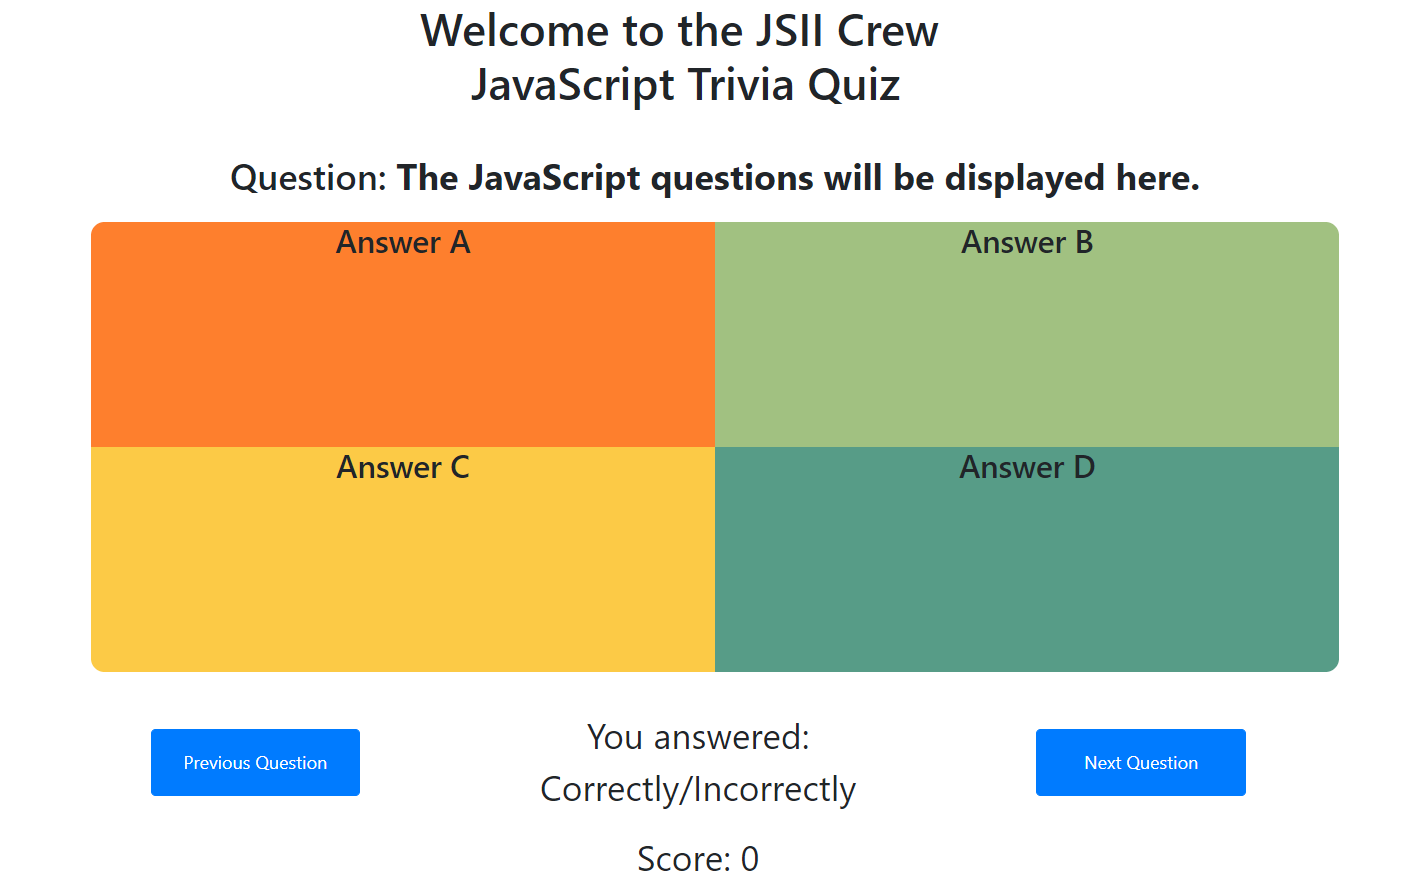 Welcome to the JSII Crew
JavaScript Trivia Quiz
Question: The JavaScript questions will be displayed here.
Answer A
Answer B
Answer C
Answer D
Previous Question
You answered:
Correctly/Incorrectly
Next Question
Score: 0